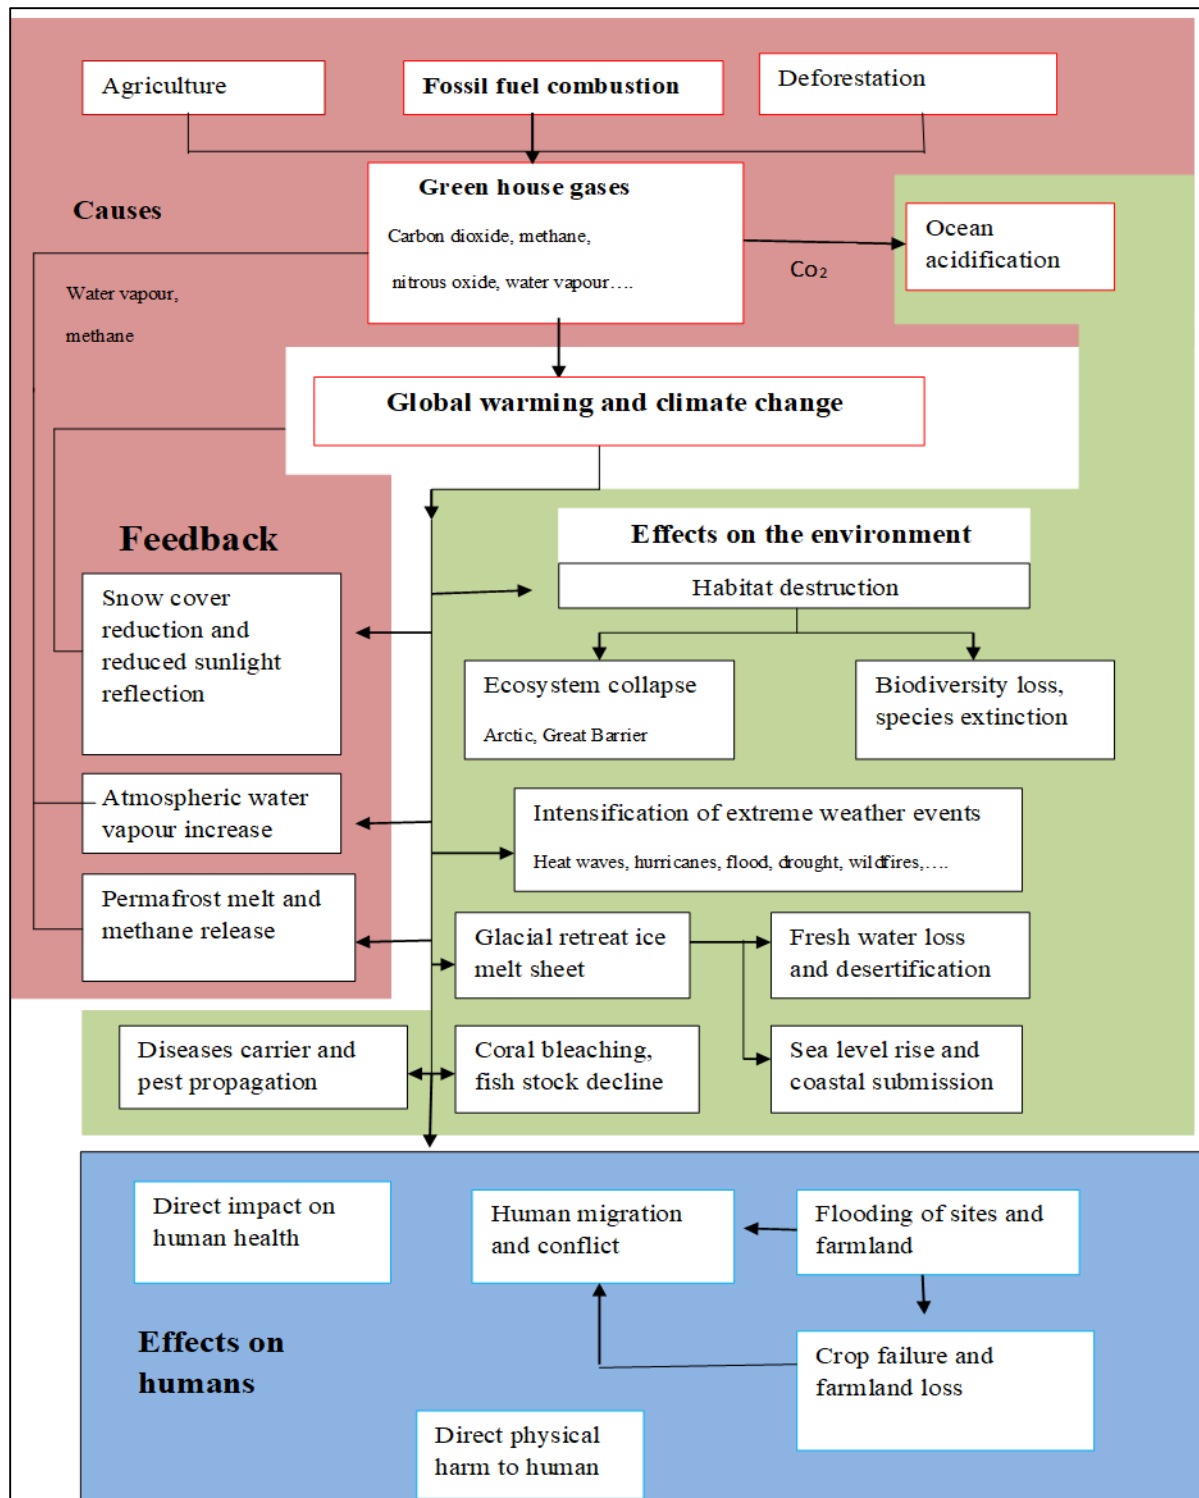 Agriculture
Fossil fuel combustion
Deforestation
Green house gases
Carbon dioxide, methane,
nitrous oxide, water vapour....
Causes
Co₂
Ocean
acidification
Water vapour,
methane
Global warming and climate change
Feedback
Snow cover
reduction and
reduced sunlight
reflection
Atmospheric water
vapour increase
Permafrost melt and
methane release
Effects on the environment
Habitat destruction
Ecosystem collapse
Arctic, Great Barrier
Biodiversity loss,
species extinction
Intensification of extreme weather events
Heat waves, hurricanes, flood, drought, wildfires,....
Glacial retreat ice
melt sheet
Fresh water loss
and desertification
Diseases carrier and
pest propagation
Coral bleaching,
fish stock decline
Sea level rise and
coastal submission
Direct impact on
human health
Human migration
and conflict
Flooding of sites and
farmland
Effects on
humans
Crop failure and
farmland loss
Direct physical
harm to human